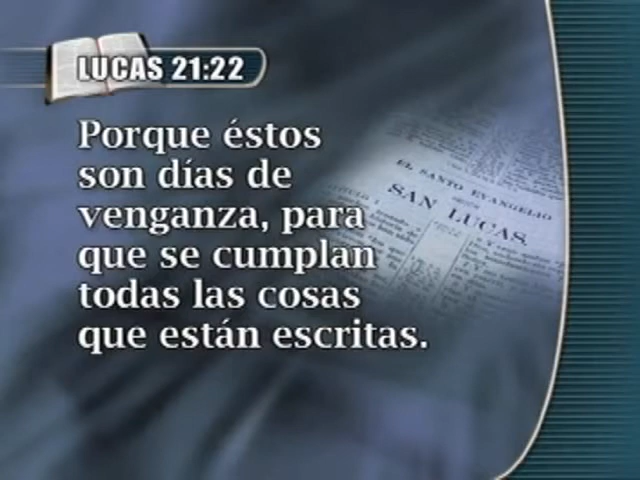 LUCAS 21:22
Porque éstos
son días de
venganza, para
que se cumplan
todas las cosas
que están escritas.
EL SANTO EVANGELIO
SAN LUCAS.